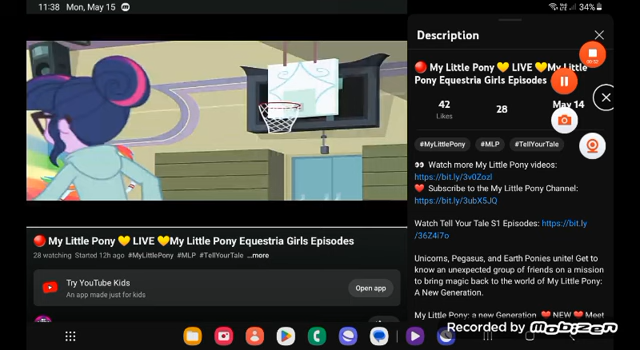 11:38 Mon, May 15
34%
Description
🔴 My Little Pony 💛 LIVE 💛My Little
Pony Equestria Girls Episodes
42 28 May 14
Likes
#MyLittlePony #MLP #TellYourTale
👀 Watch more My Little Pony videos:
https://bit.ly/3v0Zozl
❤️ Subscribe to the My Little Pony Channel:
https://bit.ly/3ubX5JQ
Watch Tell Your Tale S1 Episodes: https://bit.ly
/36Z4i7o
Unicorns, Pegasus, and Earth Ponies unite! Get to
know an unexpected group of friends on a mission
to bring magic back to the world of My Little Pony:
A New Generation.
My Little Pony: a new Generation ❤️ NEW ❤️ Meet
🔴 My Little Pony 💛 LIVE 💛My Little Pony Equestria Girls Episodes
28 watching Started 12h ago #MyLittlePony #MLP #TellYourTale ...more
Try YouTube Kids
An app made just for kids
Open app
Recorded by Mobizen